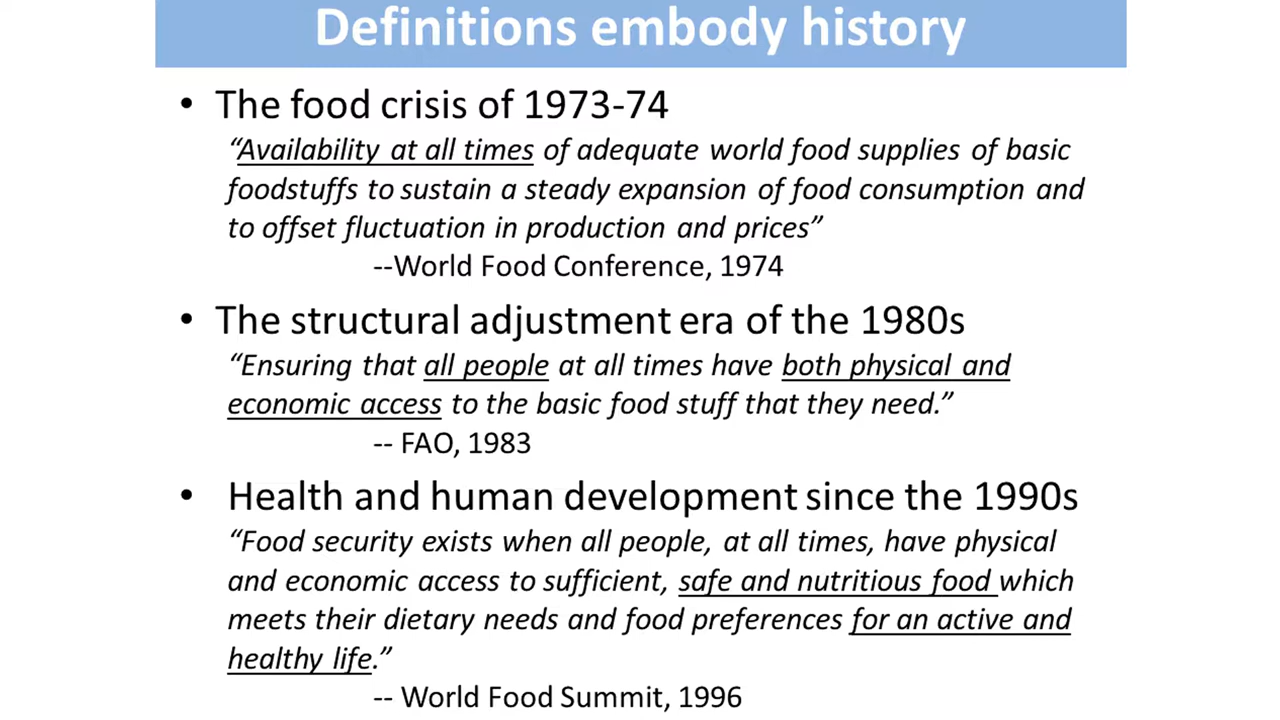 Definitions embody history
• The food crisis of 1973-74
“Availability at all times of adequate world food supplies of basic
foodstuffs to sustain a steady expansion of food consumption and
to offset fluctuation in production and prices”
--World Food Conference, 1974
• The structural adjustment era of the 1980s
“Ensuring that all people at all times have both physical and
economic access to the basic food stuff that they need.”
-- FAO, 1983
• Health and human development since the 1990s
“Food security exists when all people, at all times, have physical
and economic access to sufficient, safe and nutritious food which
meets their dietary needs and food preferences for an active and
healthy life.”
-- World Food Summit, 1996